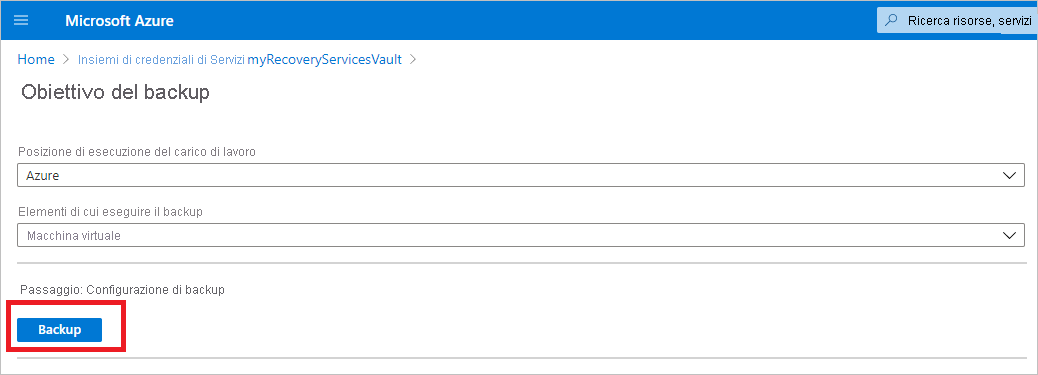 Microsoft Azure
Ricerca risorse, servizi
Home > Insiemi di credenziali di Servizi myRecoveryServicesVault >
Obiettivo del backup
Posizione di esecuzione del carico di lavoro
Azure
Elementi di cui eseguire il backup
Macchina virtuale
Passaggio: Configurazione di backup
Backup